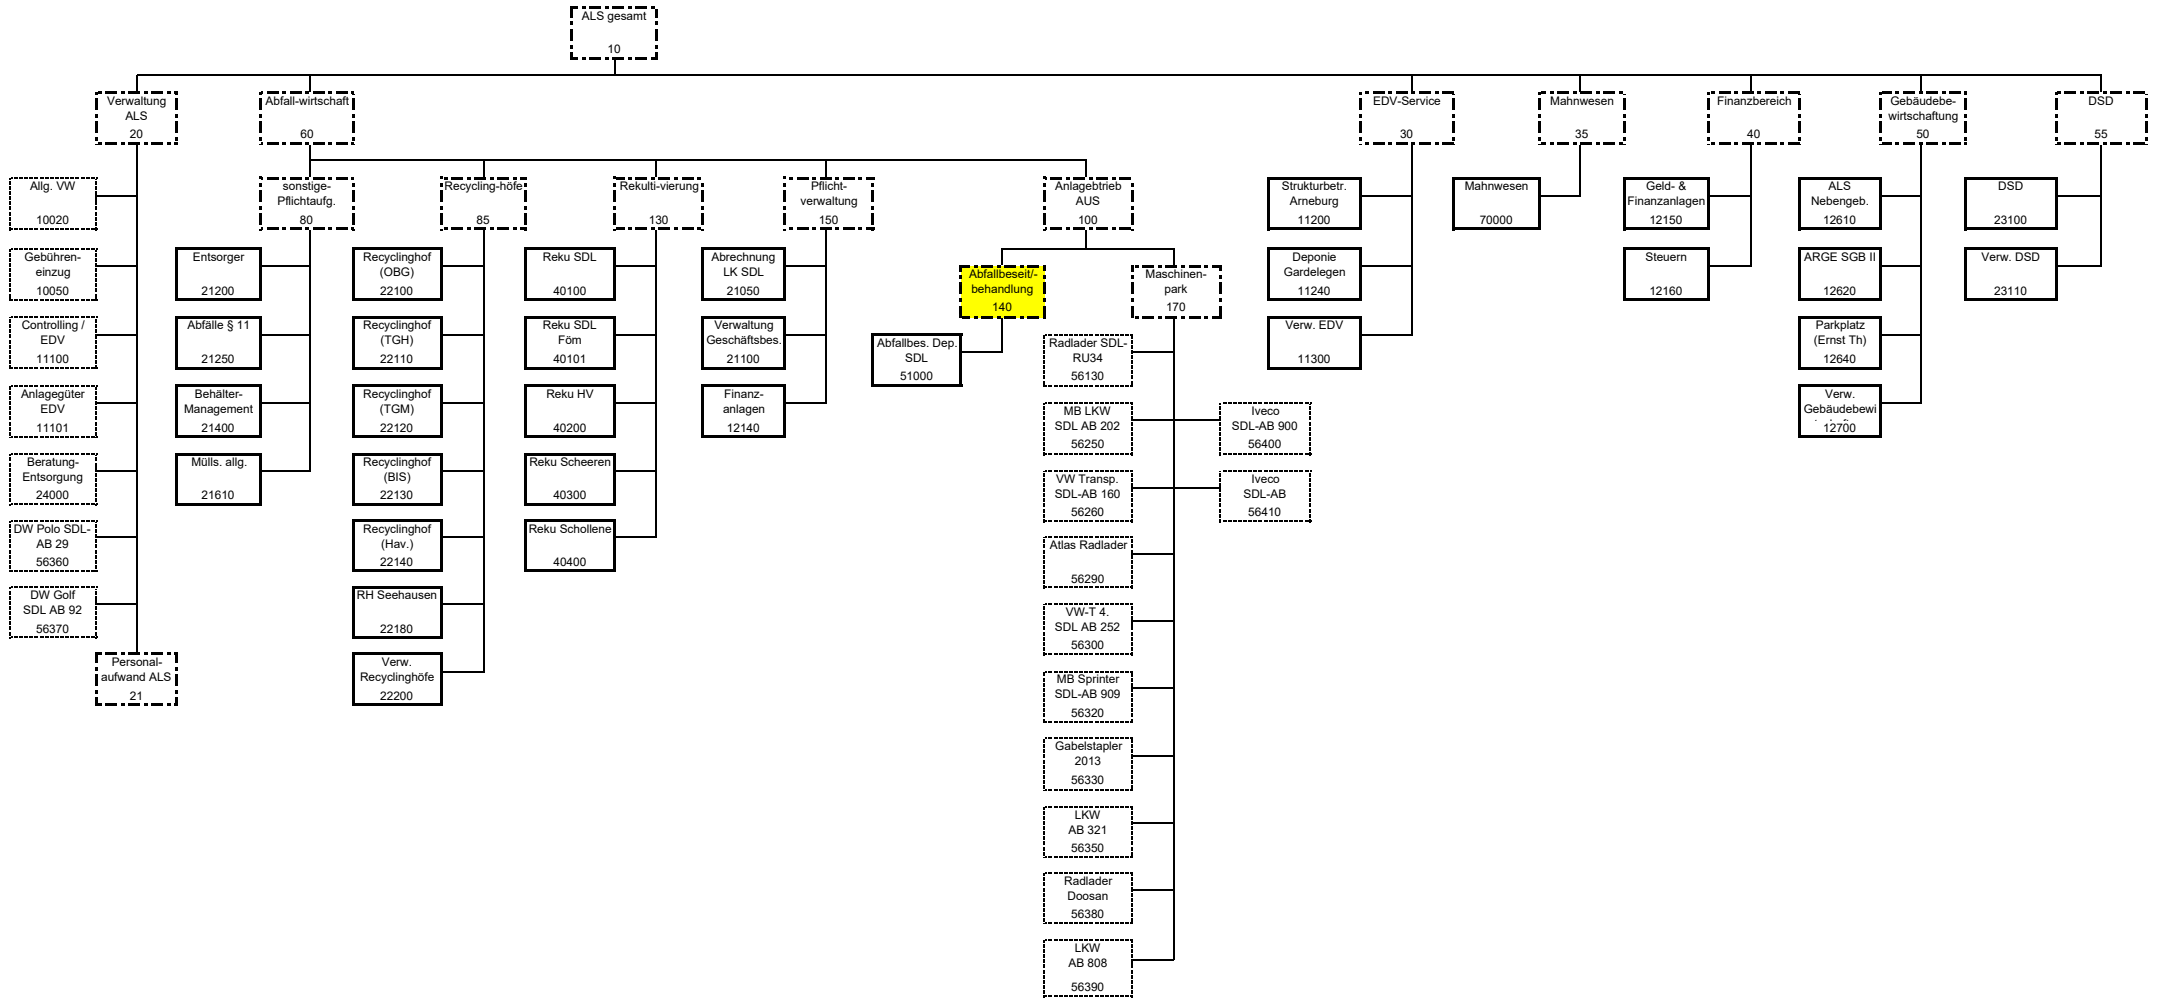 ALS gesamt
10
Verwaltung
ALS
20
Abfall-wirtschaft
60
EDV-Service
30
Mahnwesen
35
Finanzbereich
40
Gebäudebe-
wirtschaftung
50
DSD
55
Allg. VW
10020
Gebühren-
einzug
10050
Controlling /
EDV
11100
Anlagegüter
EDV
11101
Beratung-
Entsorgung
24000
DW Polo SDL-
AB 29
56360
DW Golf
SDL AB 92
56370
Personal-
aufwand ALS
21
sonstige-
Pflichtaufg.
80
Entsorger
21200
Abfälle § 11
21250
Behälter-
Management
21400
Mülls. allg.
21610
Recycling-höfe
85
Recyclinghof
(OBG)
22100
Recyclinghof
(TGH)
22110
Recyclinghof
(TGM)
22120
Recyclinghof
(BIS)
22130
Recyclinghof
(Hav.)
22140
RH Seehausen
22180
Verw.
Recyclinghöfe
22200
Rekulti-vierung
130
Reku SDL
40100
Reku SDL
Föm
40101
Reku HV
40200
Reku Scheeren
40300
Reku Schollene
40400
Pflicht-
verwaltung
150
Abrechnung
LK SDL
21050
Verwaltung
Geschäftsbes.
21100
Finanz-
anlagen
12140
Anlagebtrieb
AUS
100
Abfallbeseit/-
behandlung
140
Abfallbes. Dep.
SDL
51000
Maschinen-
park
170
Radlader SDL-
RU34
56130
MB LKW
SDL AB 202
56250
Iveco
SDL-AB 900
56400
VW Transp.
SDL-AB 160
56260
Iveco
SDL-AB
56410
Atlas Radlader
56290
VW-T 4.
SDL AB 252
56300
MB Sprinter
SDL-AB 909
56320
Gabelstapler
2013
56330
LKW
AB 321
56350
Radlader
Doosan
56380
LKW
AB 808
56390
Strukturbetr.
Arneburg
11200
Deponie
Gardelegen
11240
Verw. EDV
11300
Mahnwesen
70000
Geld- &
Finanzanlagen
12150
Steuern
12160
ALS
Nebengeb.
12610
ARGE SGB II
12620
Parkplatz
(Ernst Th)
12640
Verw.
Gebäudebewi
12700
DSD
23100
Verw. DSD
23110